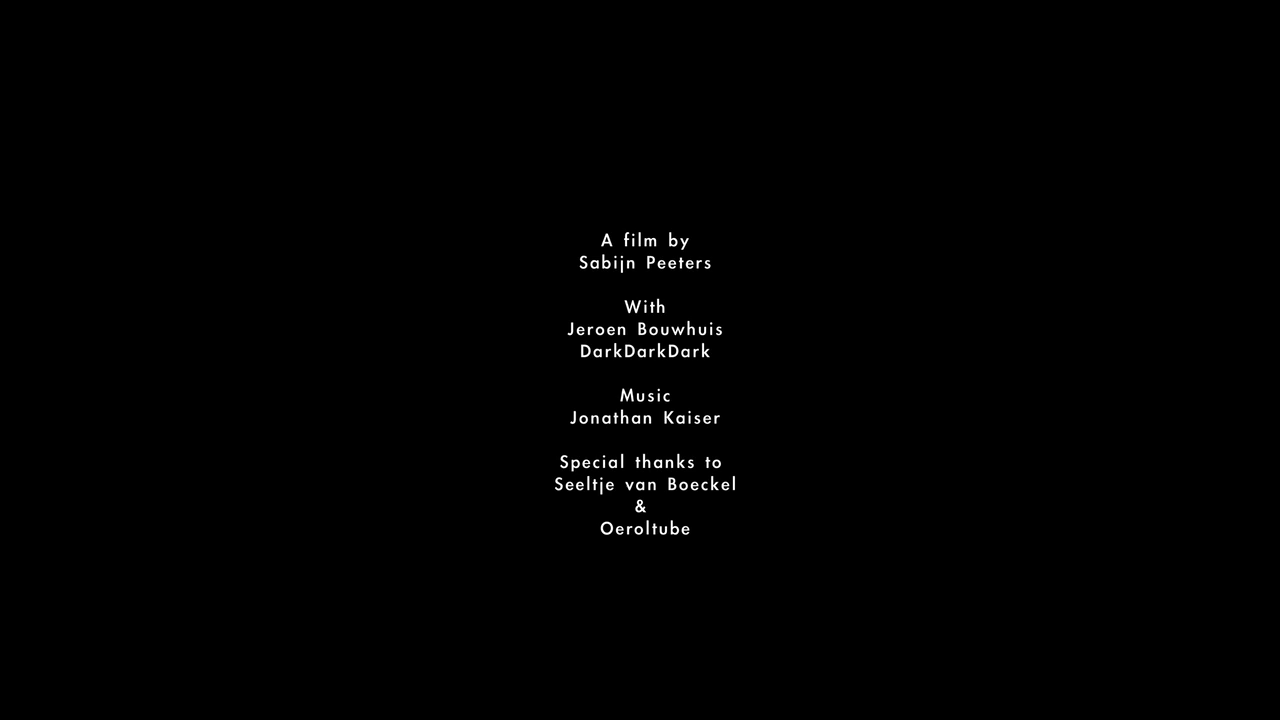 A film by
Sabijn Peeters
With
Jeroen Bouwhuis
DarkDarkDark
Music
Jonathan Kaiser
Special thanks to
Seeltje van Boeckel
&
Oeroltube